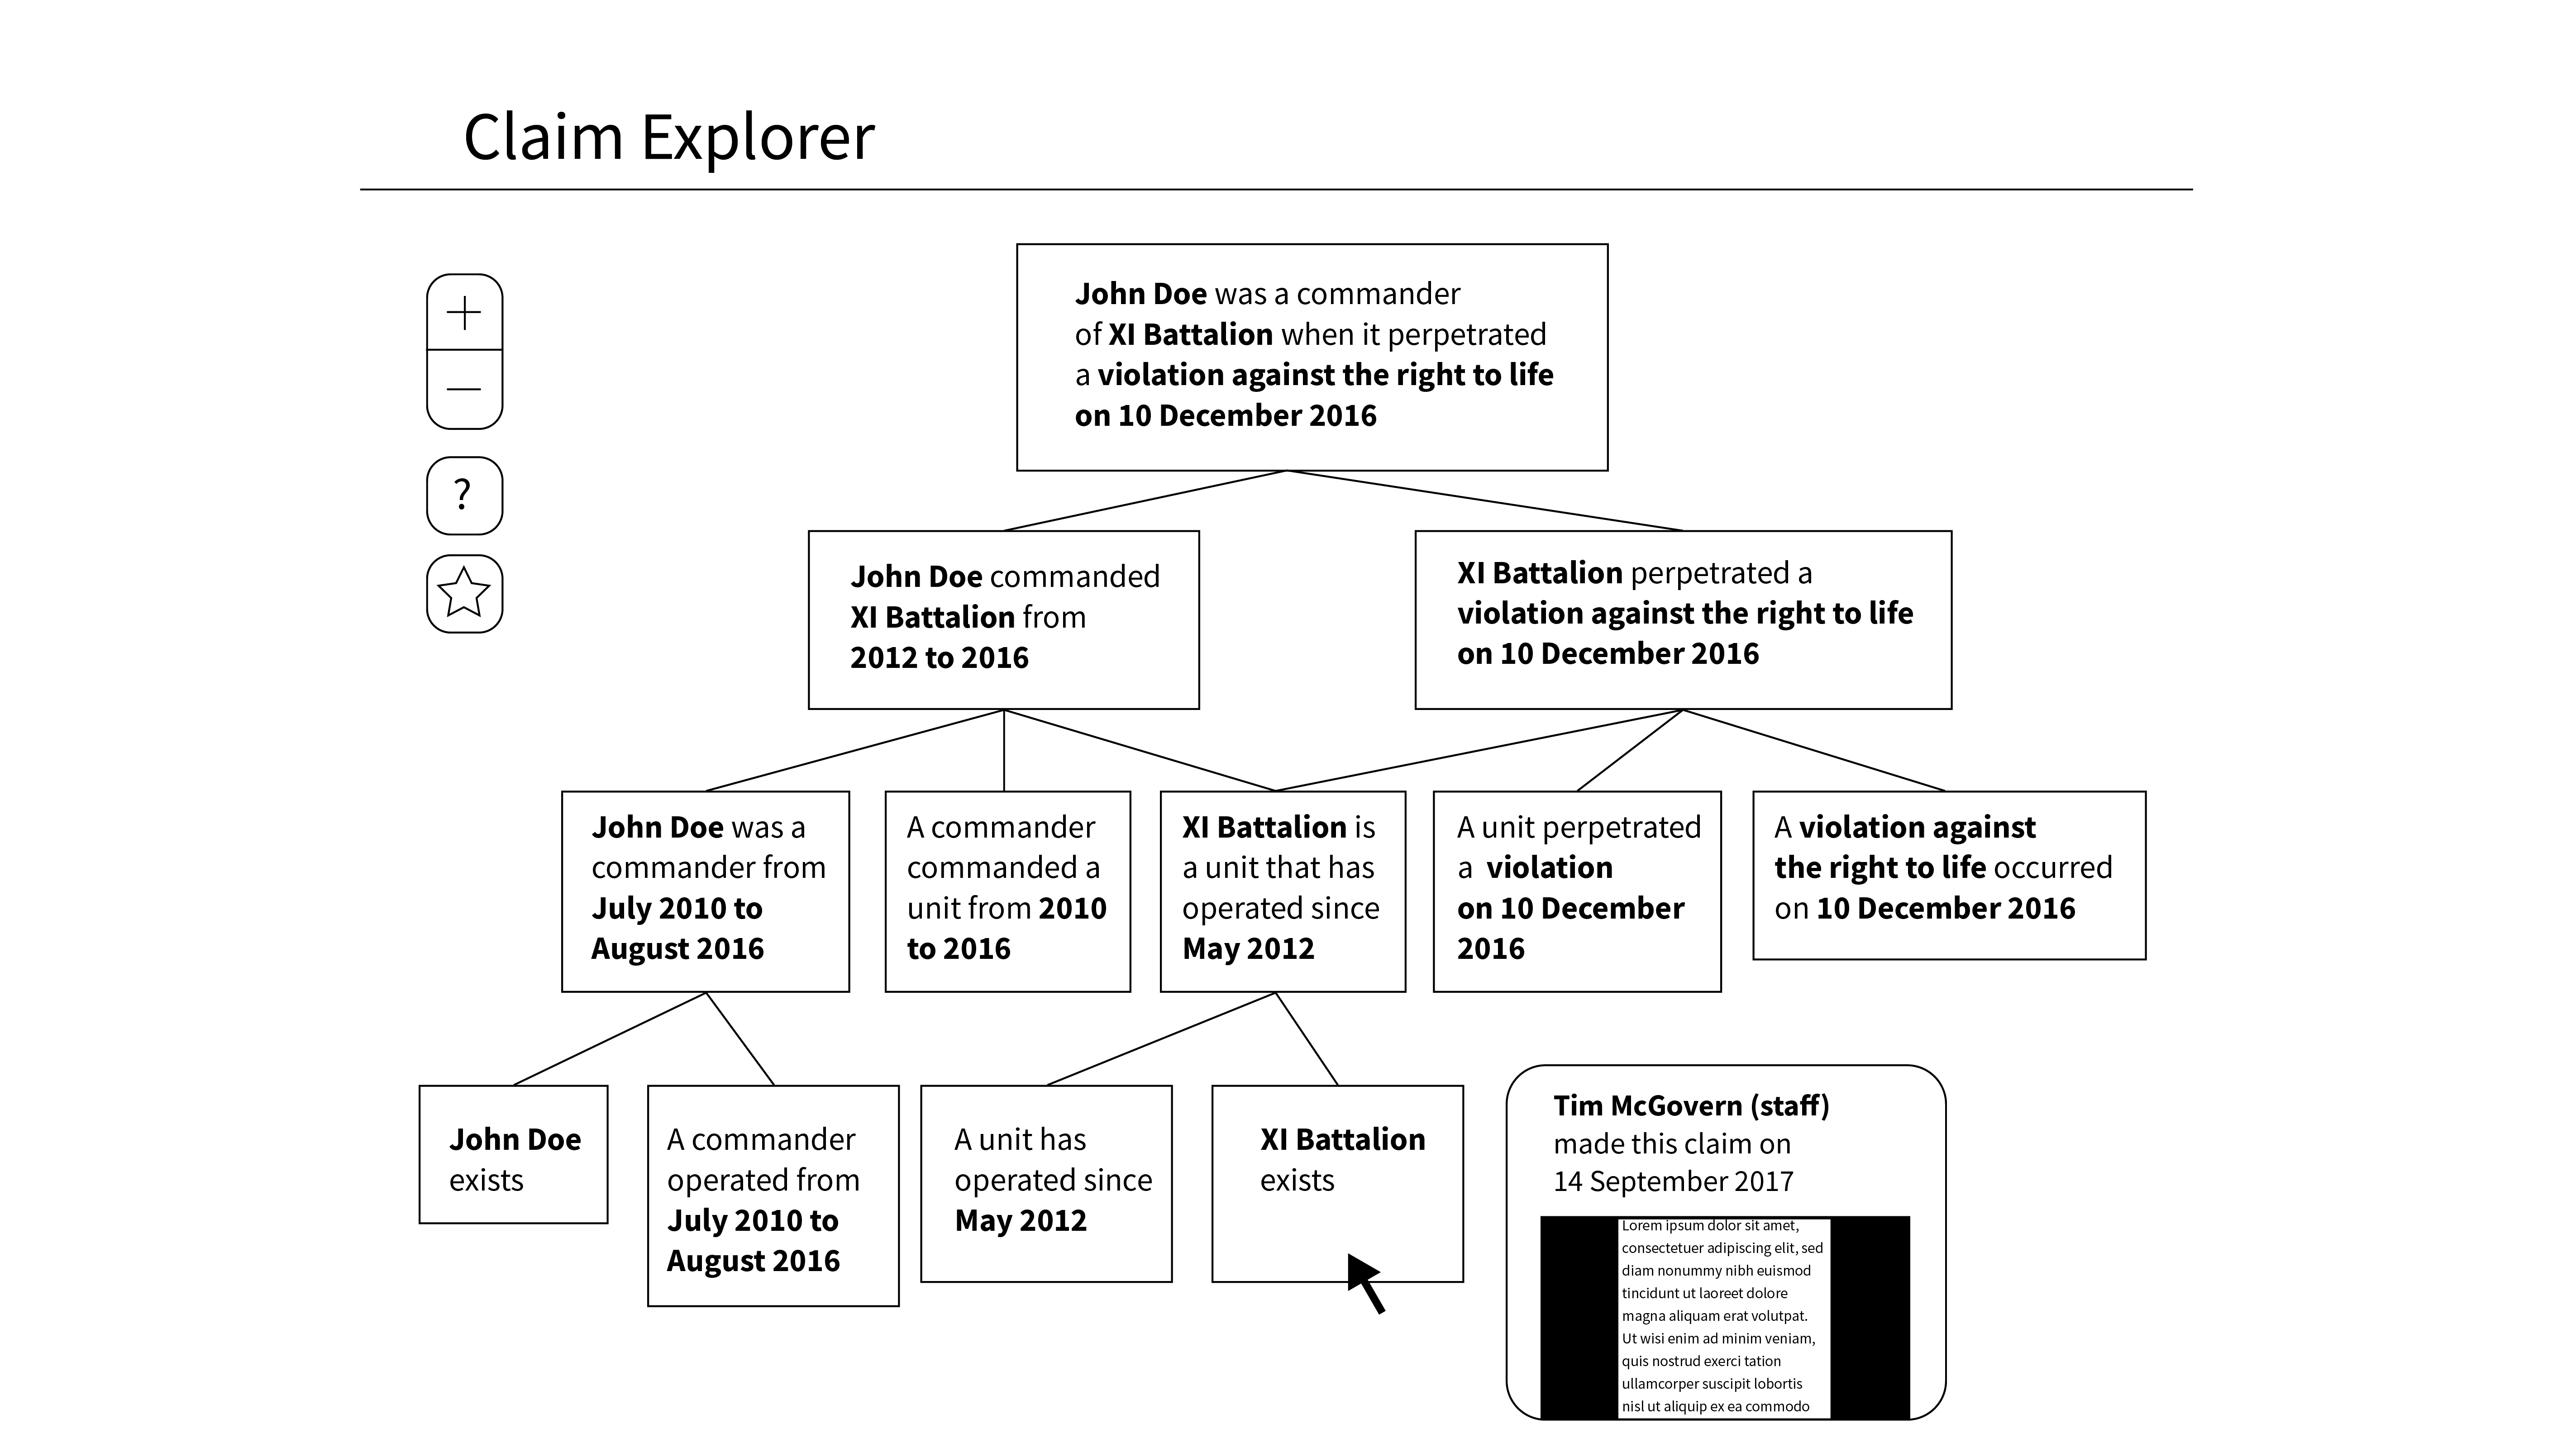 Claim Explorer
+
−
?
John Doe was a commander
of XI Battalion when it perpetrated
a violation against the right to life
on 10 December 2016
John Doe commanded
XI Battalion from
2012 to 2016
XI Battalion perpetrated a
violation against the right to life
on 10 December 2016
John Doe was a
commander from
July 2010 to
August 2016
A commander
commanded a
unit from 2010
to 2016
XI Battalion is
a unit that has
operated since
May 2012
A unit perpetrated
a violation
on 10 December
2016
A violation against
the right to life occurred
on 10 December 2016
John Doe
exists
A commander
operated from
July 2010 to
August 2016
A unit has
operated since
May 2012
XI Battalion
exists
Tim McGovern (staff)
made this claim on
14 September 2017
Lorem ipsum dolor sit amet,
consectetuer adipiscing elit, sed
diam nonummy nibh euismod
tincidunt ut laoreet dolore
magna aliquam erat volutpat.
Ut wisi enim ad minim veniam,
quis nostrud exerci tation
ullamcorper suscipit lobortis
nisl ut aliquip ex ea commodo